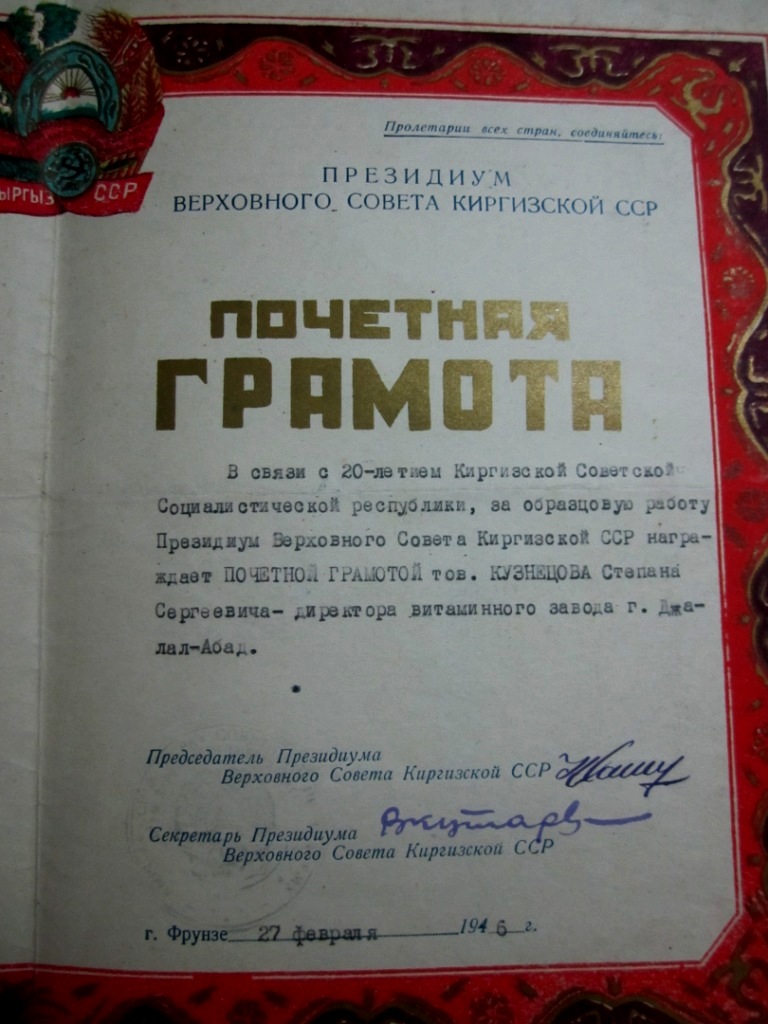 Пролетарии всех стран, соединяйтесь!
ПРЕЗИДИУМ
ВЕРХОВНОГО СОВЕТА КИРГИЗСКОЙ ССР
ЫРГЫЗ ССР
ПОЧЕТНАЯ
ГРАМОТА
В связи с 20-летием Киргизской Советской
Социалистической республики, за образцовую работу
Президиум Верховного Совета Киргизской ССР награ-
ждает ПОЧЕТНОЙ ГРАМОТОЙ тов. КУЗНЕЦОВА Степана
Сергеевича- директора витаминного завода г. Джа-
лал-Абад.
Председатель Президиума
Верховного Совета Киргизской ССР
Секретарь Президиума
Верховного Совета Киргизской ССР
г. Фрунзе 27 февраля 1946 г.